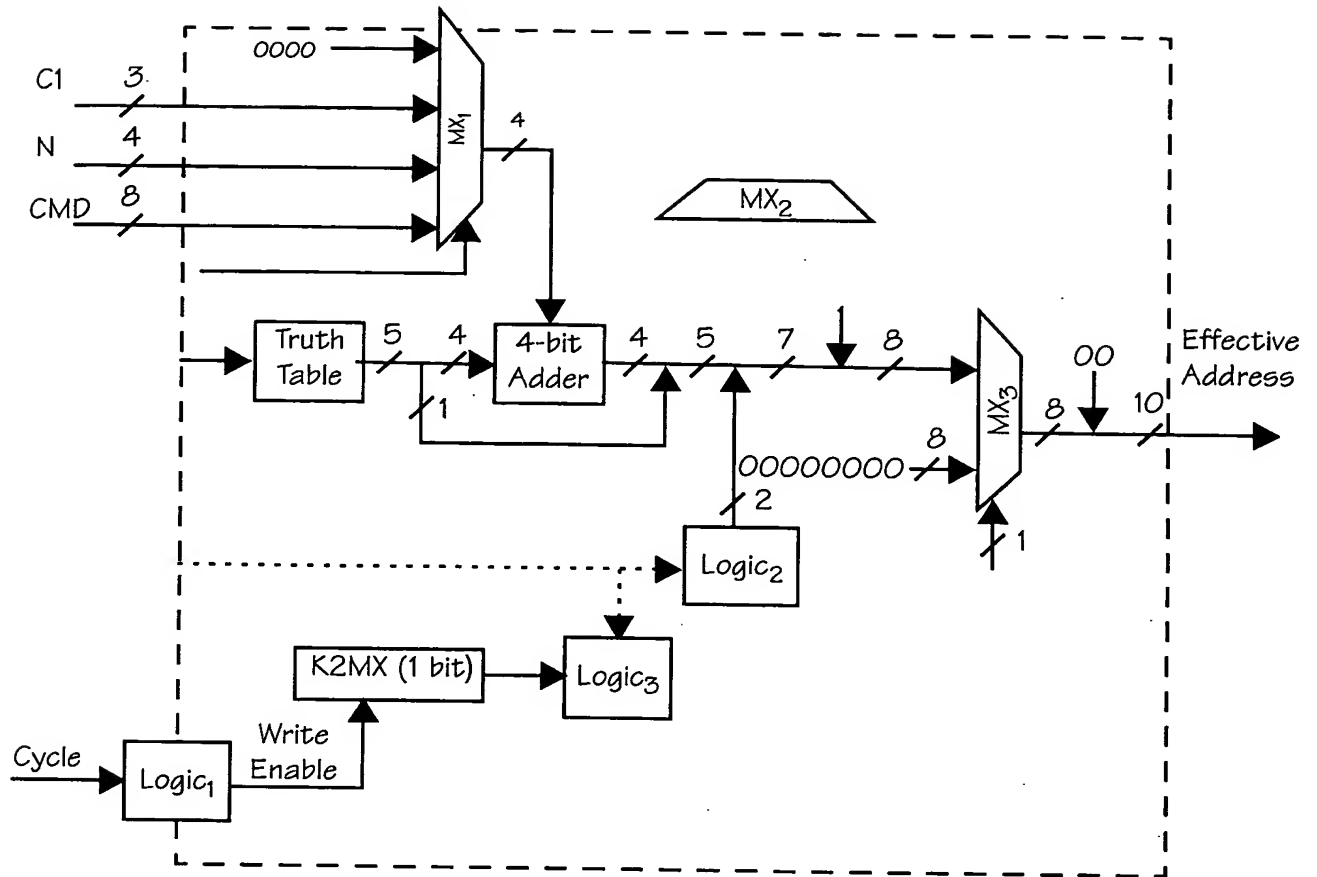 0000
C1
3
N
4
CMD
8
MX1
4
MX2
Truth
Table
5
4
1
4-bit
Adder
4
5
7
1
8
00000000
8
MX3
1
8
00
10
Effective
Address
2
Logic2
K2MX (1 bit)
Logic3
Cycle
Logic1
Write
Enable